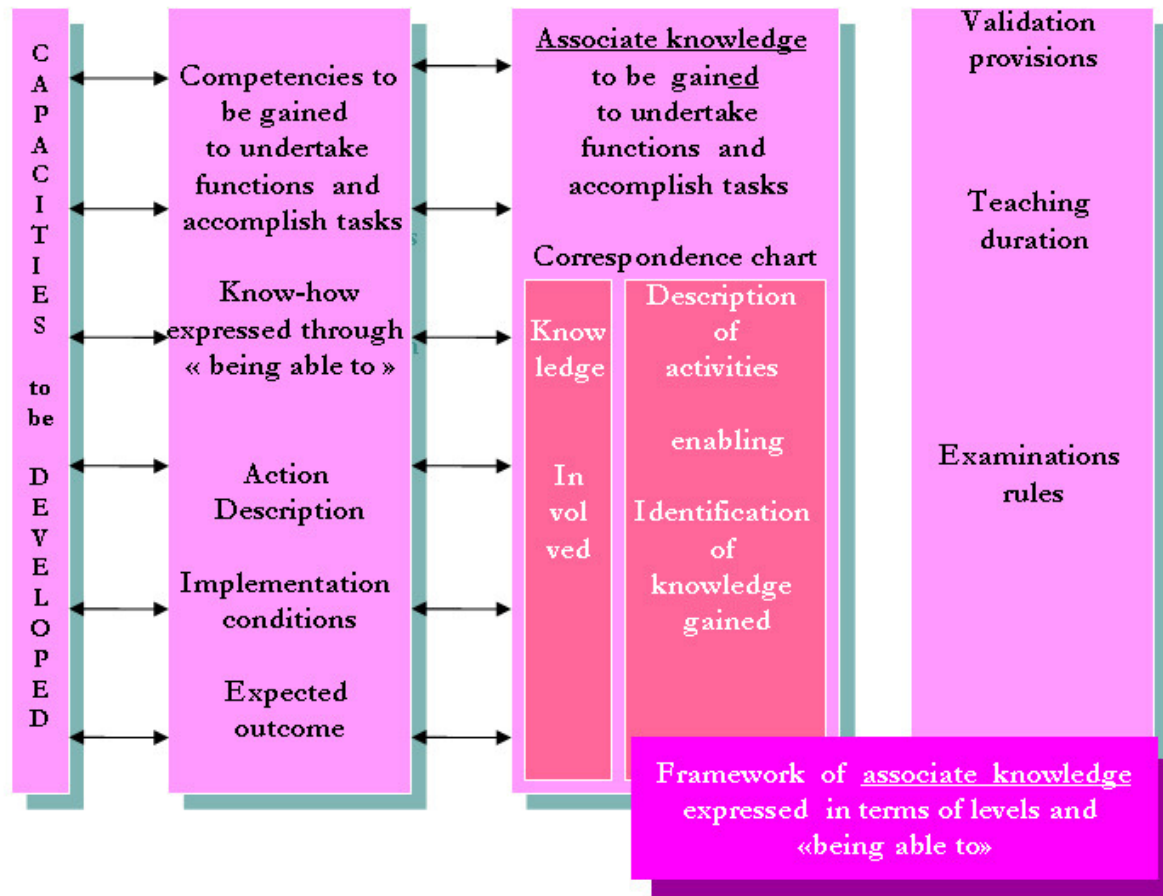 CAPACITIES
to
be
DEVELOPED
Competencies to
be gained
to undertake
functions and
accomplish tasks
Know-how
expressed through
« being able to »
Action
Description
Implementation
conditions
Expected
outcome
Associate knowledge
to be gained
to undertake
functions and
accomplish tasks
Correspondence chart
Know
ledge
In
vol
ved
Description
of
activities
enabling
Identification
of
knowledge
gained
Validation
provisions
Teaching
duration
Examinations
rules
Framework of associate knowledge
expressed in terms of levels and
«being able to»